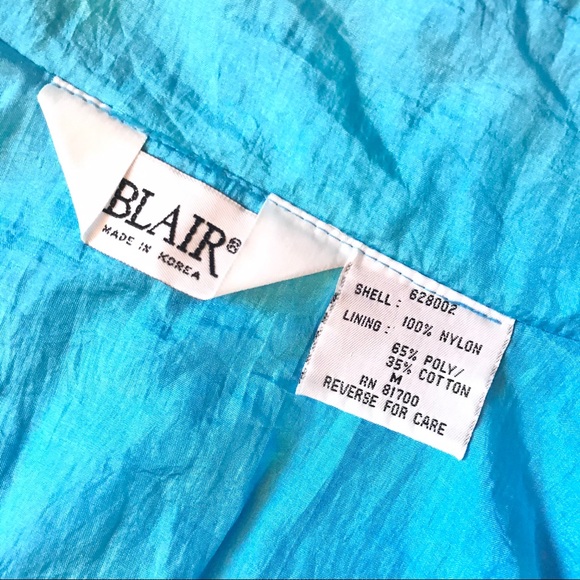 BLAIR®
MADE IN KOREA
628002
SHELL: 100% NYLON
LINING: 65% POLY/
35% COTTON
M
RN 81700
REVERSE FOR CARE